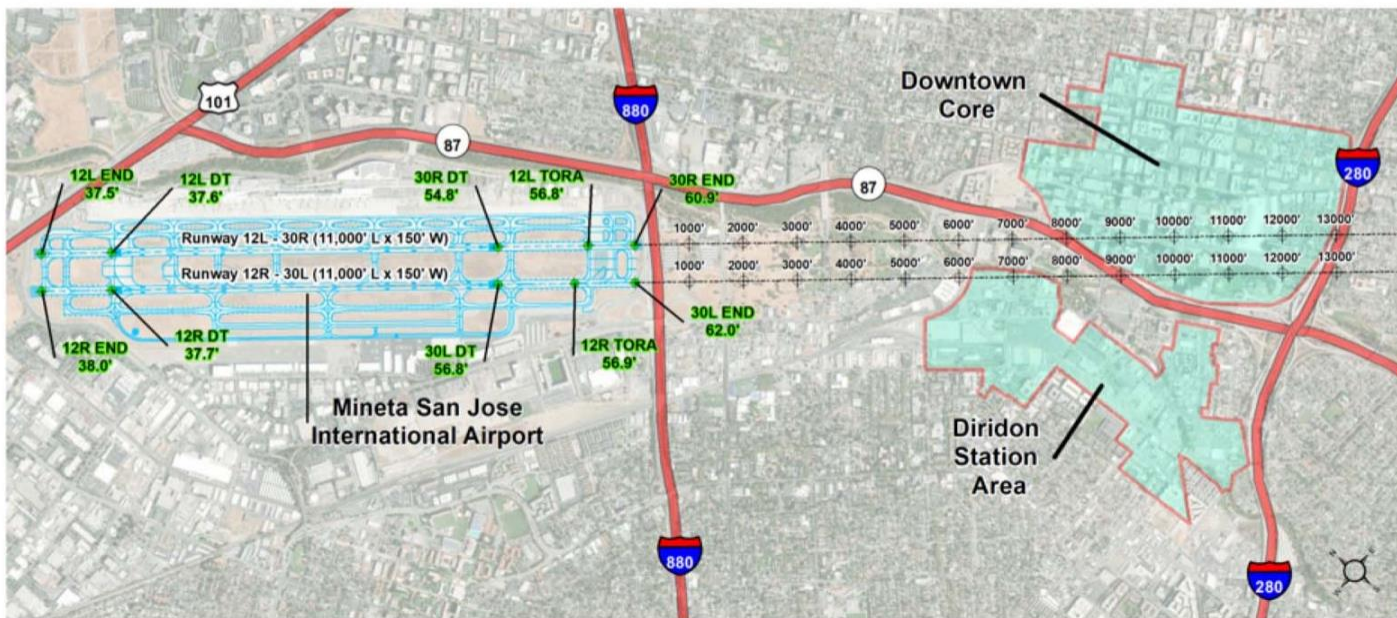 Downtown
Core
101
880
87
280
12L END
37.5'
12L DT
37.6'
30R DT
54.8'
12L TORA
56.8'
30R END
60.9'
87
Runway 12L - 30R (11,000' L x 150' W)
1000'
2000'
3000'
4000'
5000'
6000'
7000'
8000'
9000'
10000'
11000'
12000'
13000'
Runway 12R - 30L (11,000' L x 150' W)
1000'
2000'
3000'
4000'
5000'
6000'
7000'
8000'
9000'
10000'
11000'
12000'
13000'
12R END
38.0'
12R DT
37.7'
30L DT
56.8'
12R TORA
56.9'
30L END
62.0'
Mineta San Jose
International Airport
Diridon
Station
Area
880
280